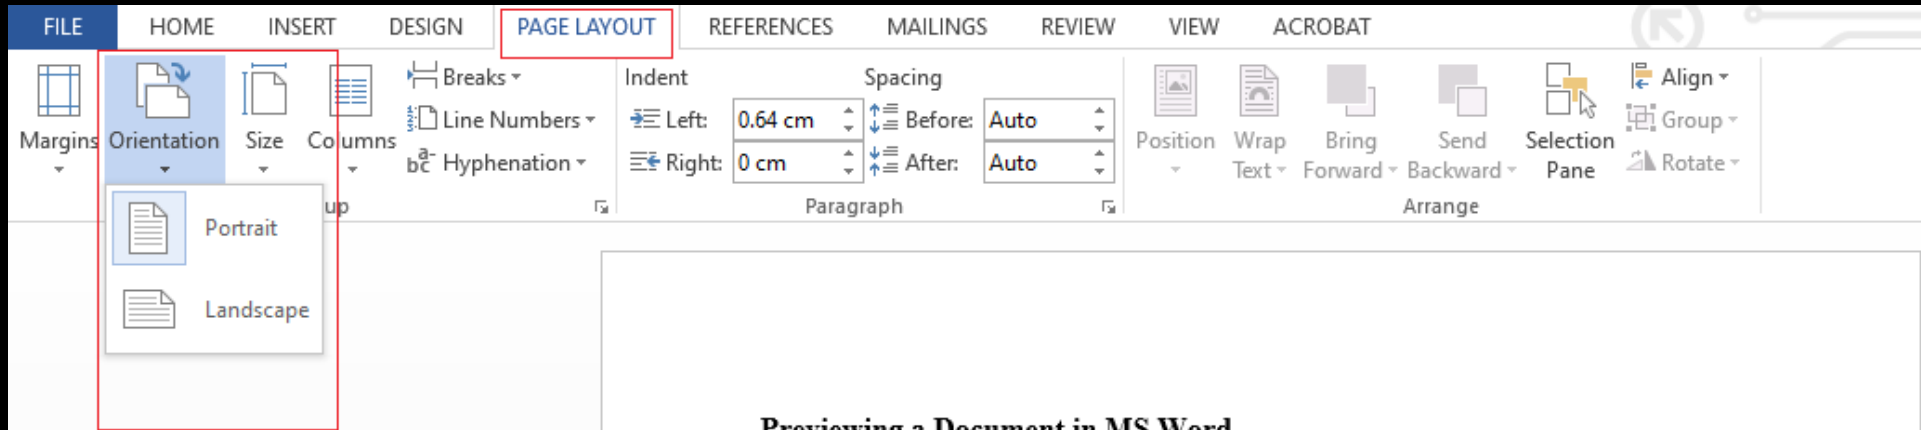 FILE HOME INSERT DESIGN PAGE LAYOUT REFERENCES MAILINGS REVIEW VIEW ACROBAT
Margins
Orientation
Size
Columns
Breaks
Line Numbers
bc
a-
Hyphenation
up
Portrait
Landscape
Indent
Left: 0.64 cm
Right: 0 cm
Spacing
Before: Auto
After: Auto
Paragraph
Position
Wrap
Text
Bring
Forward
Send
Backward
Selection
Pane
Align
Group
Rotate
Arrange
Previewing a Document in MS Word